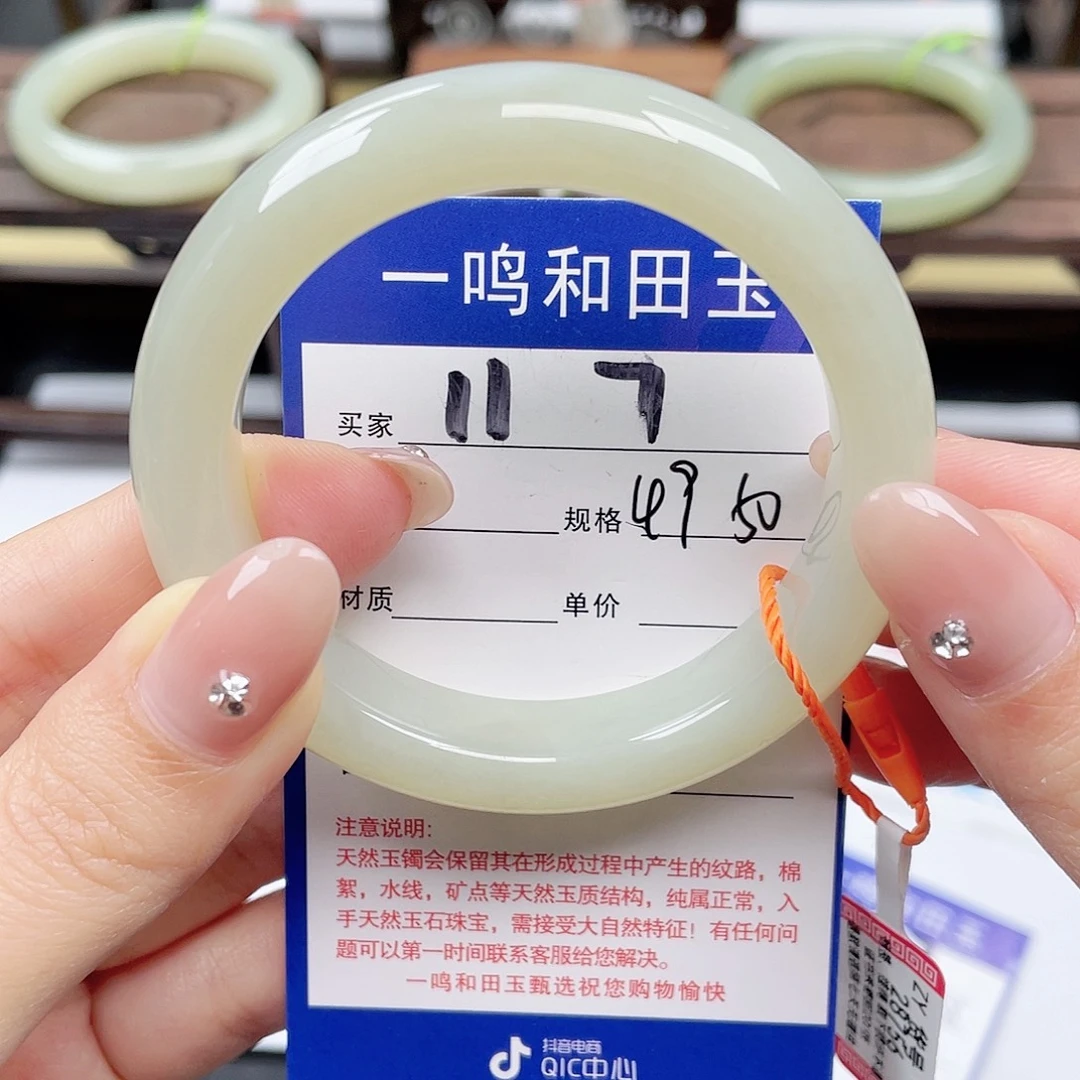 一鸣和田玉
买家 11 7
规格 49 50
材质 单价
注意说明:
天然玉镯会保留其在形成过程中产生的纹路，棉
絮，水线，矿点等天然玉质结构，纯属正常，入
手天然玉石珠宝，需接受大自然特征！有任何问
题可以第一时间联系客服给您解决。
一鸣和田玉甄选祝您购物愉快
抖音电商
QIC中心